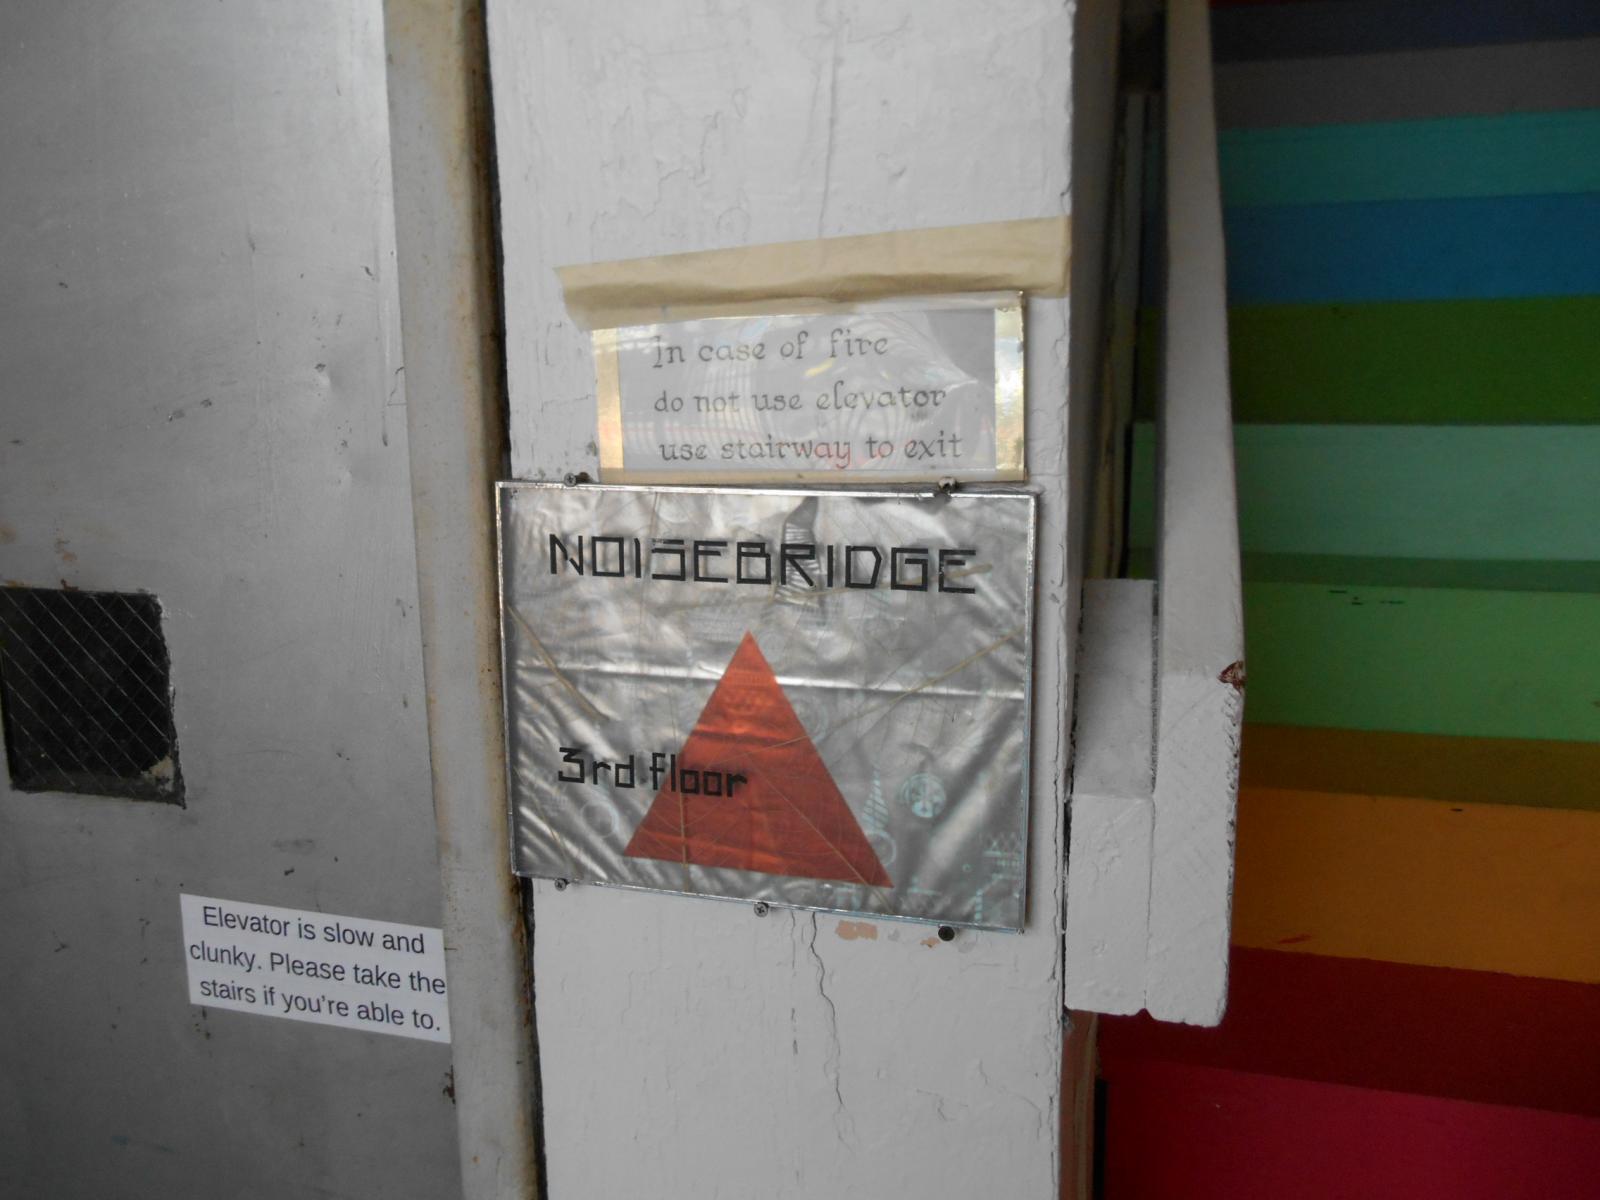 In case of fire
do not use elevator
use stairway to exit
NOISEBRIDGE
3rd floor
Elevator is slow and
clunky. Please take the
stairs if you're able to.